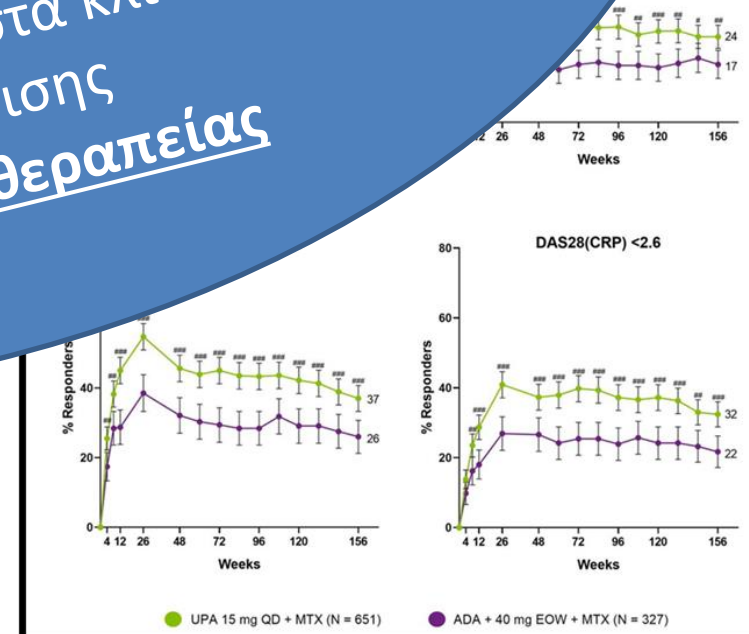 θεραπείας
24
17
26 48 72 96 120 156
Weeks
DAS28(CRP) <2.6
80
60
40
20
0
% Responders
32
22
4 12 26 48 72 96 120 156
Weeks
% Responders
40
20
0
37
26
4 12 26 48 72 96 120 156
Weeks
UPA 15 mg QD + MTX (N = 651)
ADA + 40 mg EOW + MTX (N = 327)